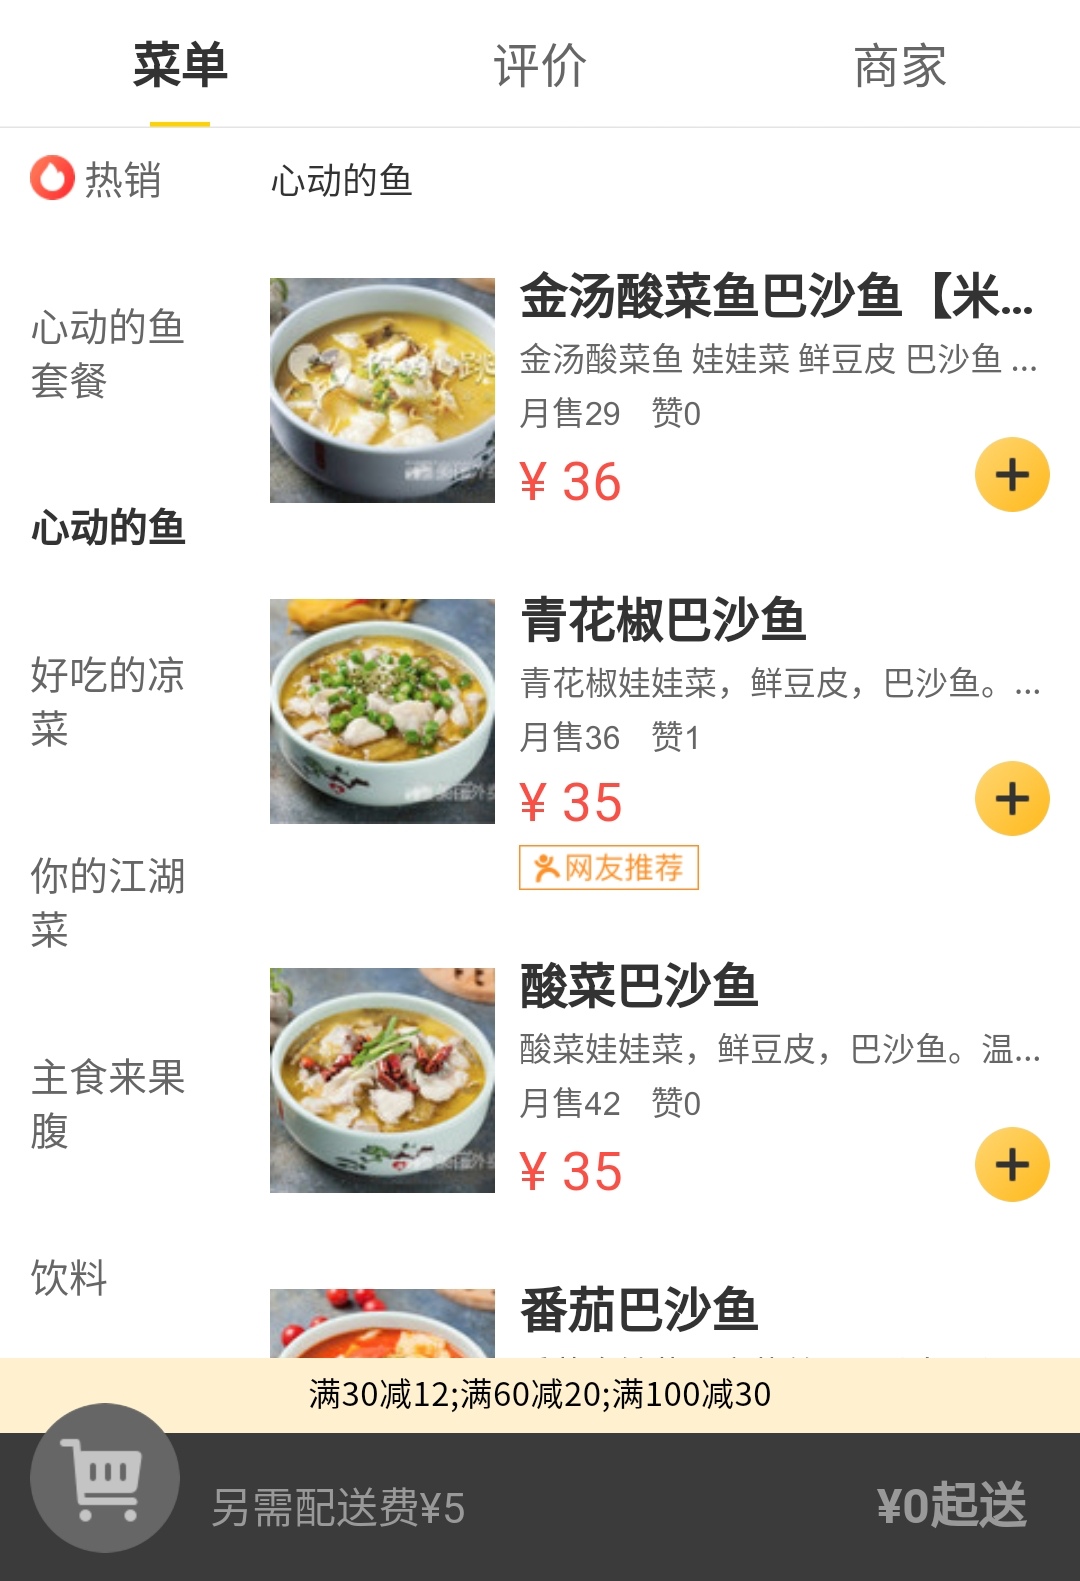 菜单
评价
商家
热销
心动的鱼
套餐
心动的鱼
好吃的凉
菜
你的江湖
菜
主食来果
腹
饮料
心动的鱼
金汤酸菜鱼巴沙鱼【米...
金汤酸菜鱼 娃娃菜 鲜豆皮 巴沙鱼 ...
月售29 赞0
¥ 36
青花椒巴沙鱼
青花椒娃娃菜，鲜豆皮，巴沙鱼。...
月售36 赞1
¥ 35
网友推荐
酸菜巴沙鱼
酸菜娃娃菜，鲜豆皮，巴沙鱼。温...
月售42 赞0
¥ 35
番茄巴沙鱼
满30减12;满60减20;满100减30
另需配送费¥5
¥0起送